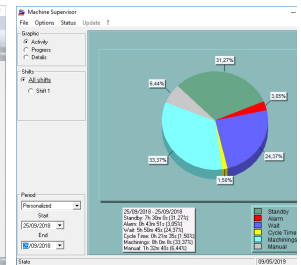 Machine Supervisor
File Options Status Update ?
Graphic
Activity
Progress
Details
Shifts
All shifts
Shift 1
Period
Personalized
Start
25/09/2018
End
25/09/2018
31,27%
3,05%
24,37%
1,50%
33,37%
6,44%
25/09/2018 - 25/09/2018
Standby: 7h 30m 0s (31,27%)
Alarm: 0h 43m 51s (3,05%)
Wait: 5h 50m 45s (24,37%)
Cycle Time: 0h 21m 35s (1,50%)
Machinings: 8h 0m 8s (33,37%)
Manual: 1h 32m 40s (6,44%)
Standby
Alarm
Wait
Cycle Time
Machinings
Manual
Stato
09/05/2019